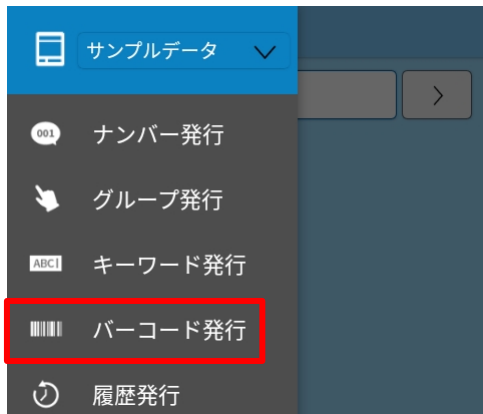 サンプルデータ
001
ナンバー発行
グループ発行
ABC
キーワード発行
バーコード発行
履歴発行